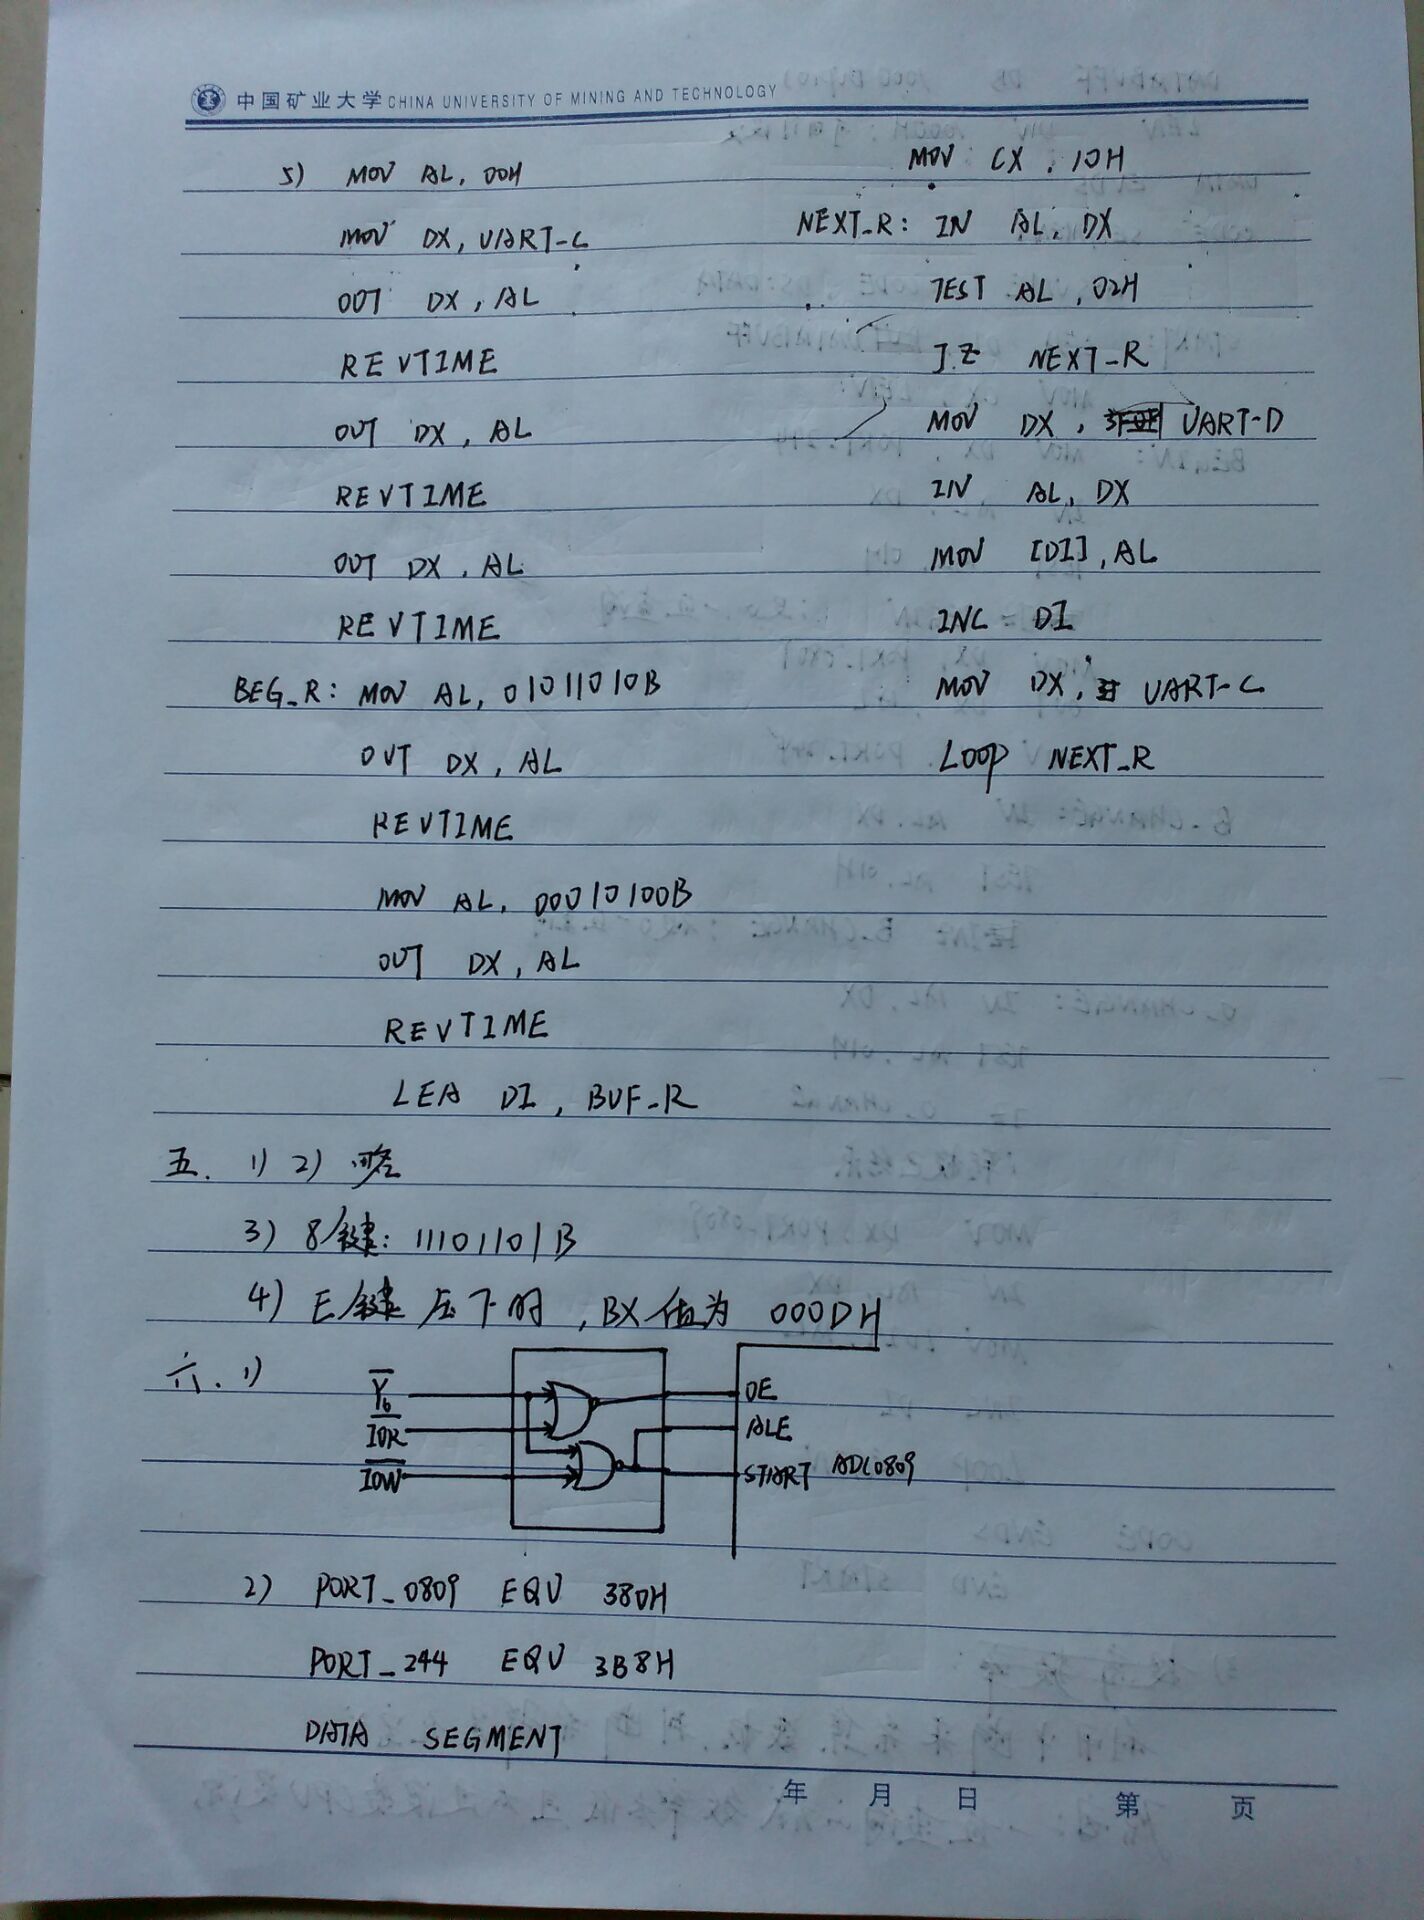 中国矿业大学 CHINA UNIVERSITY OF MINING AND TECHNOLOGY
5) MOV AL, 00H
MOV DX, UART-C
OUT DX, AL
REVTIME
OUT DX, AL
REVTIME
OUT DX, AL
REVTIME
BEG_R: MOV AL, 01011010B
OUT DX, AL
REVTIME
MOV AL, 00010100B
OUT DX, AL
REVTIME
LEA DI, BUF_R
MOV CX, 10H
NEXT_R: IN AL, DX
TEST AL, 02H
JZ NEXT_R
MOV DX, UART-D
IN AL, DX
MOV [DI], AL
INC DI
MOV DX, UART-C
LOOP NEXT_R
五. 1) 2) 略
3) 8键: 11101101B
4) E键压下时, BX值为 000DH
六. 1)
Y6
IOR
IOW
OE
ALE
START ADC0809
2) PORT_0809 EQU 380H
PORT_244 EQU 3B8H
DATA SEGMENT
年 月 日 第 页